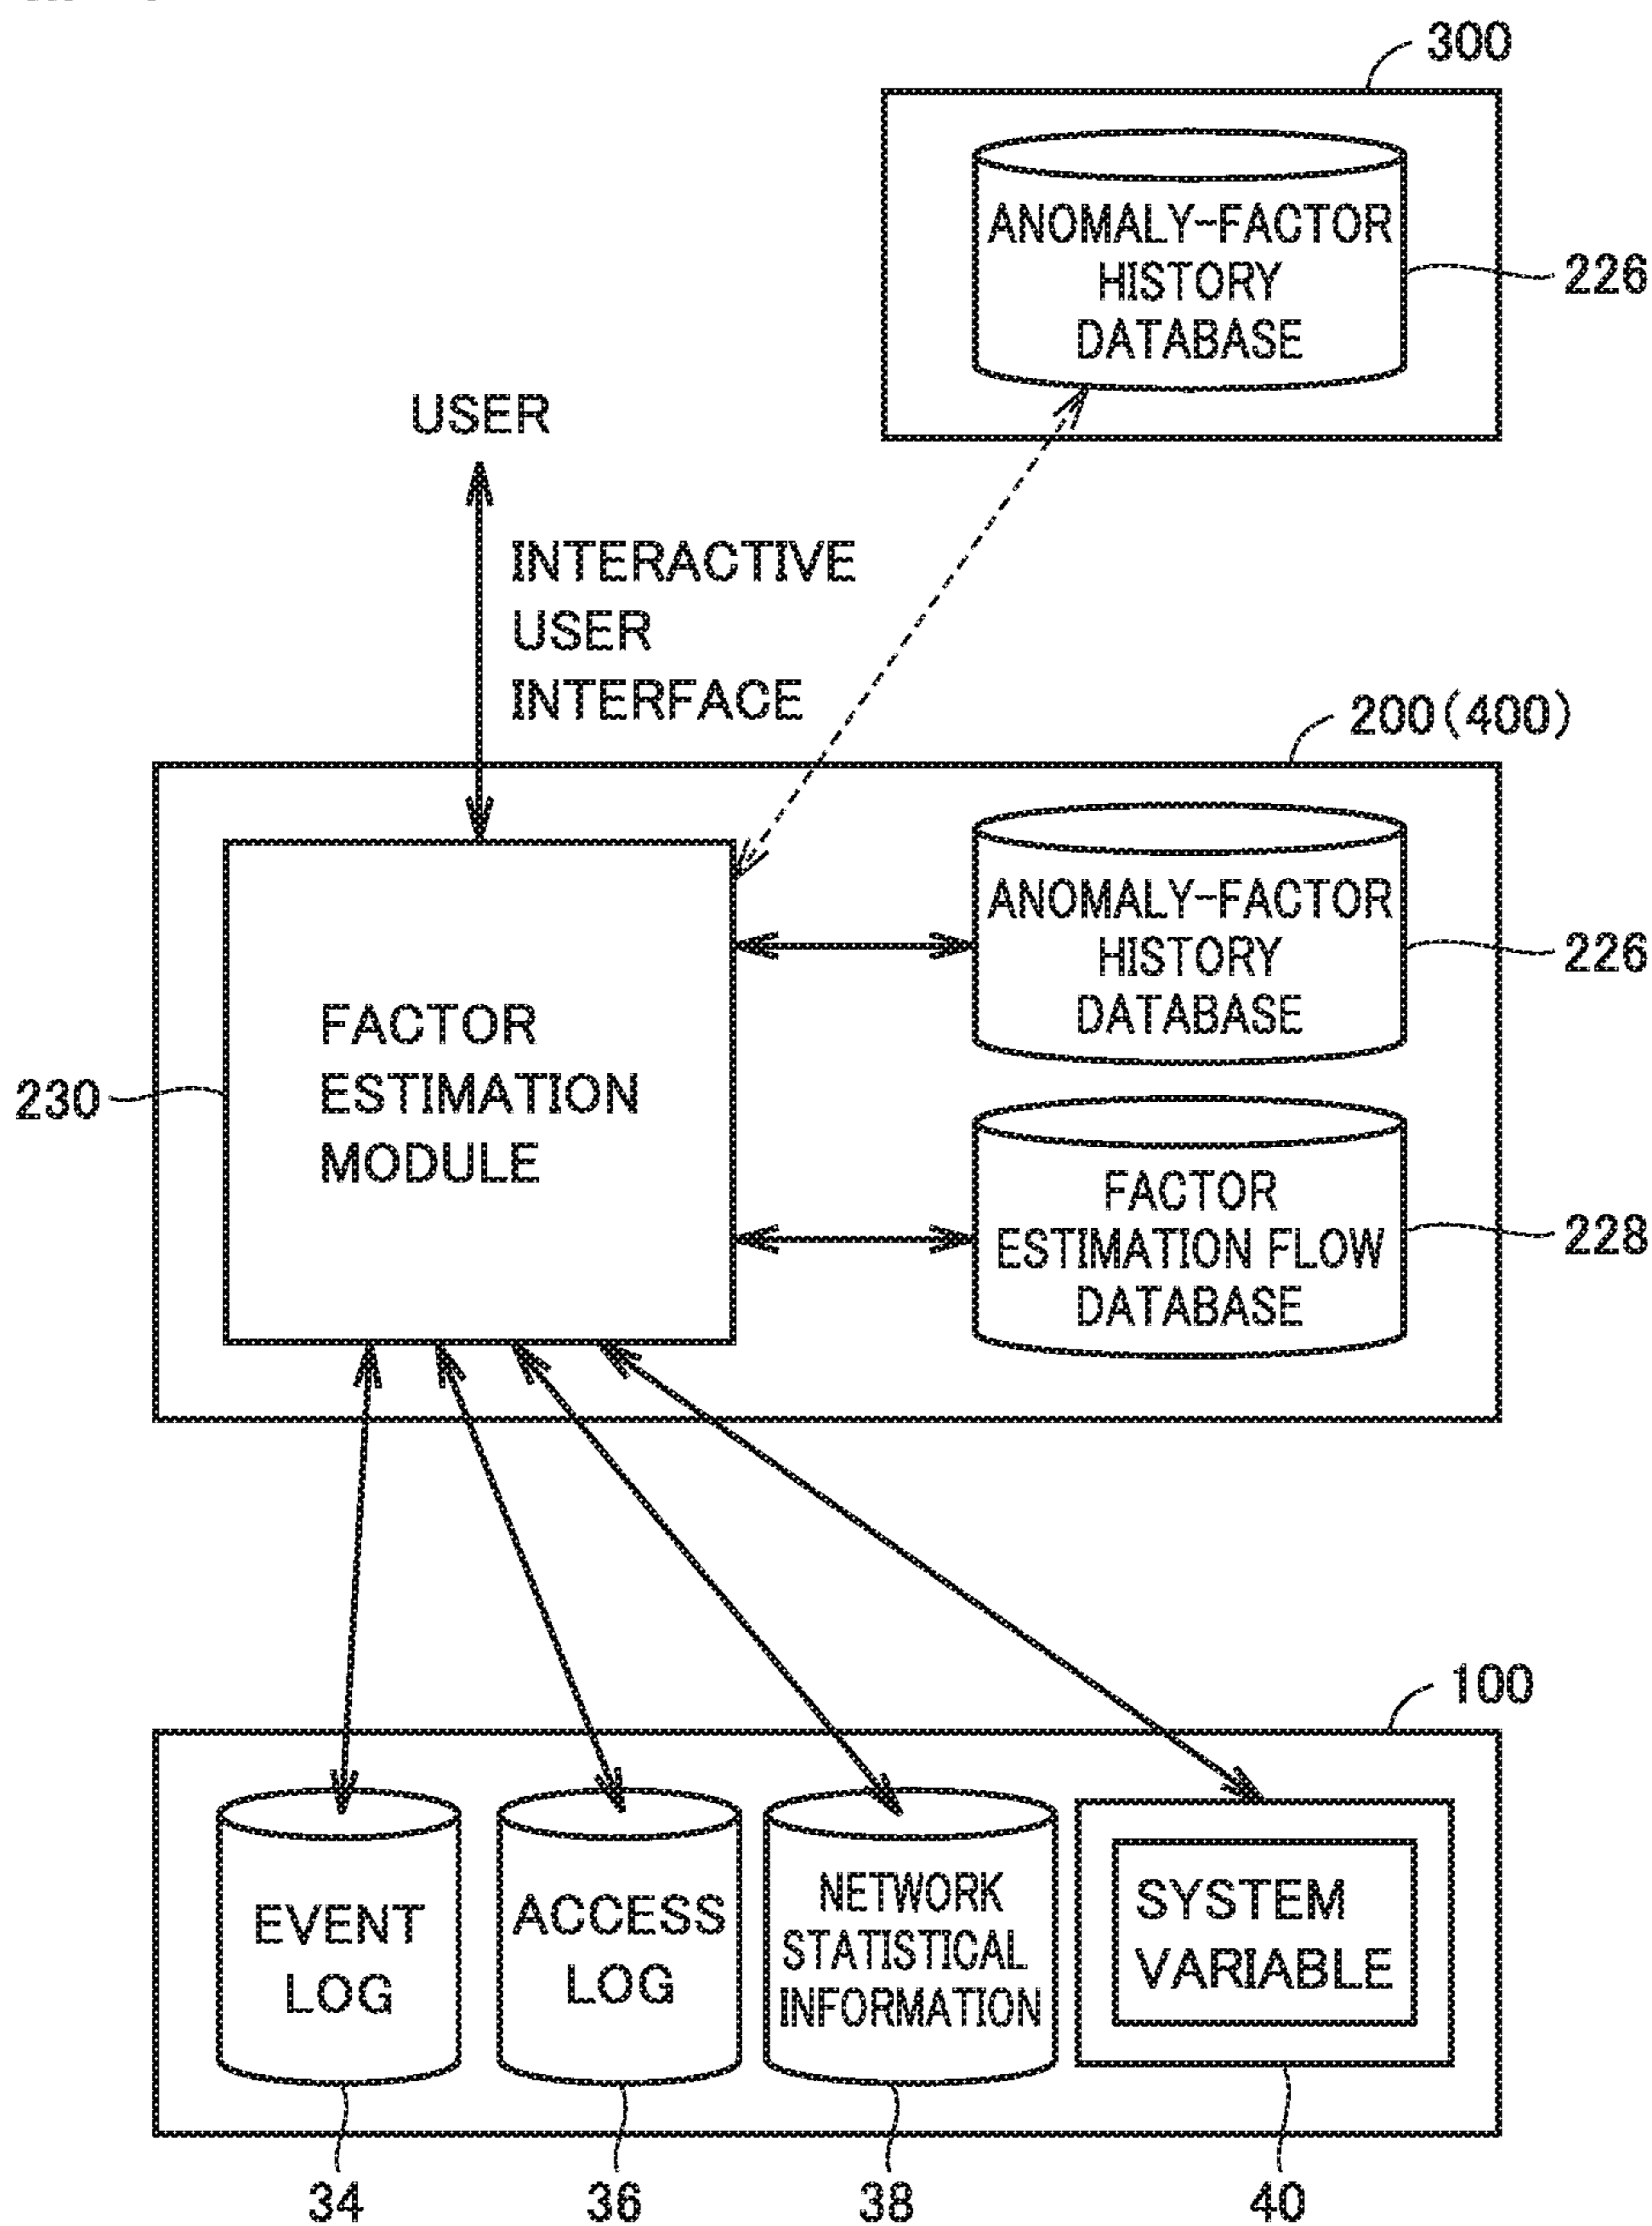 300
ANOMALY-FACTOR
HISTORY
DATABASE
226
USER
INTERACTIVE
USER
INTERFACE
200(400)
ANOMALY-FACTOR
HISTORY
DATABASE
226
FACTOR
ESTIMATION
MODULE
230
FACTOR
ESTIMATION FLOW
DATABASE
228
100
EVENT
LOG
ACCESS
LOG
NETWORK
STATISTICAL
INFORMATION
SYSTEM
VARIABLE
34
36
38
40